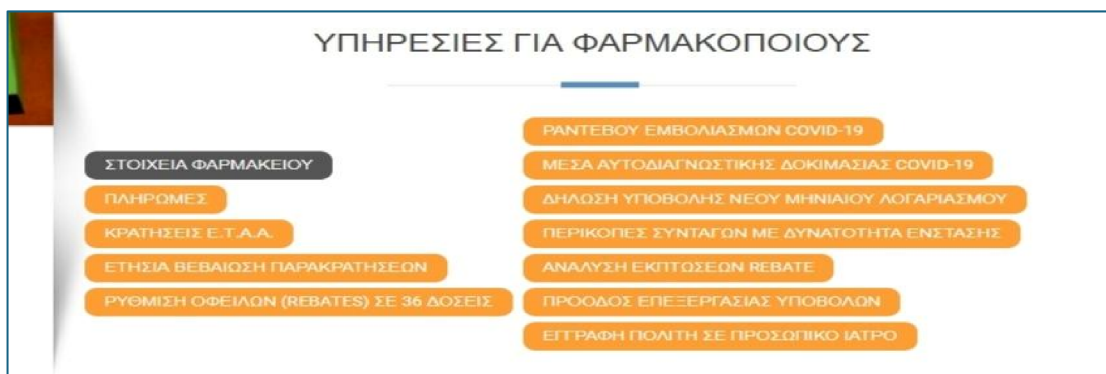 ΥΠΗΡΕΣΙΕΣ ΓΙΑ ΦΑΡΜΑΚΟΠΟΙΟΥΣ
ΣΤΟΙΧΕΙΑ ΦΑΡΜΑΚΕΙΟΥ
ΠΛΗΡΩΜΕΣ
ΚΡΑΤΗΣΕΙΣ Ε.Τ.Α.Α.
ΕΤΗΣΙΑ ΒΕΒΑΙΩΣΗ ΠΑΡΑΚΡΑΤΗΣΕΩΝ
ΡΥΘΜΙΣΗ ΟΦΕΙΛΩΝ (REBATES) ΣΕ 36 ΔΟΣΕΙΣ
ΡΑΝΤΕΒΟΥ ΕΜΒΟΛΙΑΣΜΩΝ COVID-19
ΜΕΣΑ ΑΥΤΟΔΙΑΓΝΩΣΤΙΚΗΣ ΔΟΚΙΜΑΣΙΑΣ COVID-19
ΔΗΛΩΣΗ ΥΠΟΒΟΛΗΣ ΝΕΟΥ ΜΗΝΙΑΙΟΥ ΛΟΓΑΡΙΑΣΜΟΥ
ΠΕΡΙΚΟΠΕΣ ΣΥΝΤΑΓΩΝ ΜΕ ΔΥΝΑΤΟΤΗΤΑ ΕΝΣΤΑΣΗΣ
ΑΝΑΛΥΣΗ ΕΚΠΤΩΣΕΩΝ REBATE
ΠΡΟΟΔΟΣ ΕΠΕΞΕΡΓΑΣΙΑΣ ΥΠΟΒΟΛΩΝ
ΕΓΓΡΑΦΗ ΠΟΛΙΤΗ ΣΕ ΠΡΟΣΩΠΙΚΟ ΙΑΤΡΟ